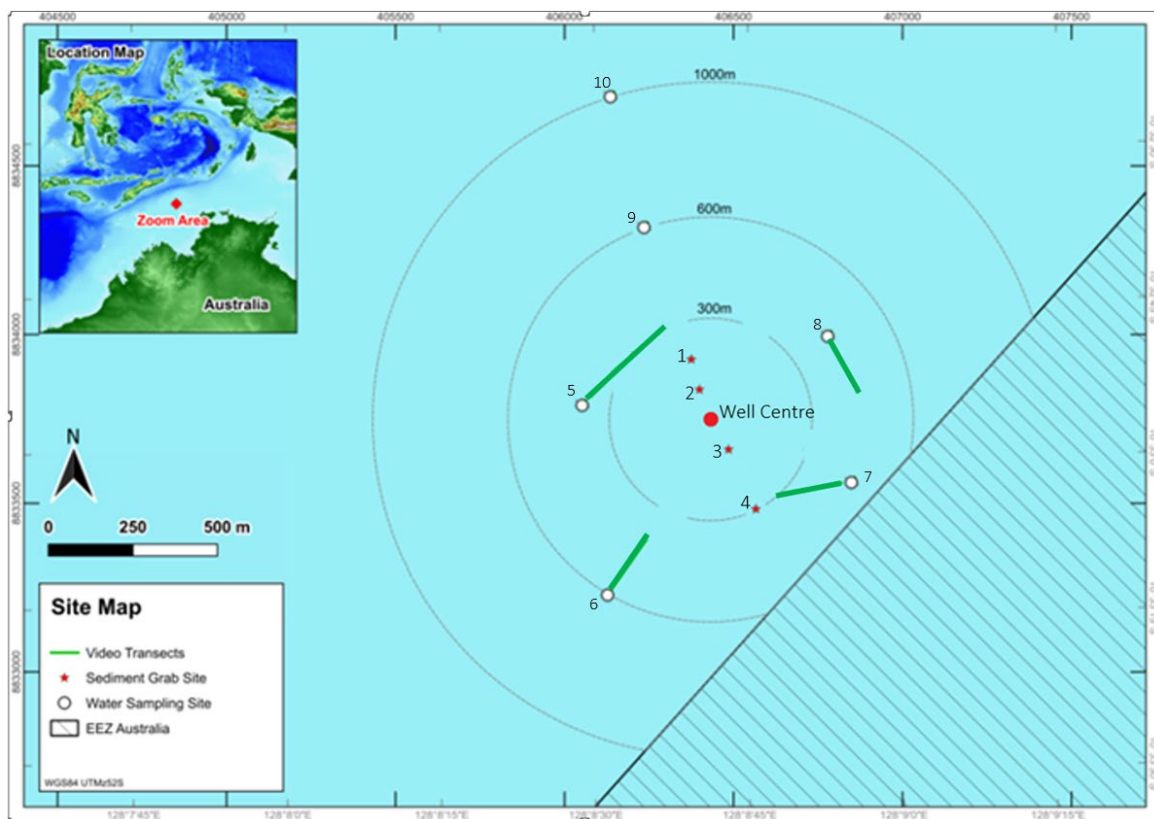 404500 405000 405500 406000 406500 407000 407500
Location Map
Zoom Area
Australia
1000m
10
600m
9
300m
8
1
2
5
Well Centre
3
7
4
6
8834500
8834000
8833500
8833000
N
0 250 500 m
Site Map
Video Transects
Sediment Grab Site
Water Sampling Site
EEZ Australia
WGS84 UTMz52S
128°7'45"E 128°8'0"E 128°8'15"E 128°8'30"E 128°8'45"E 128°9'0"E 128°9'15"E